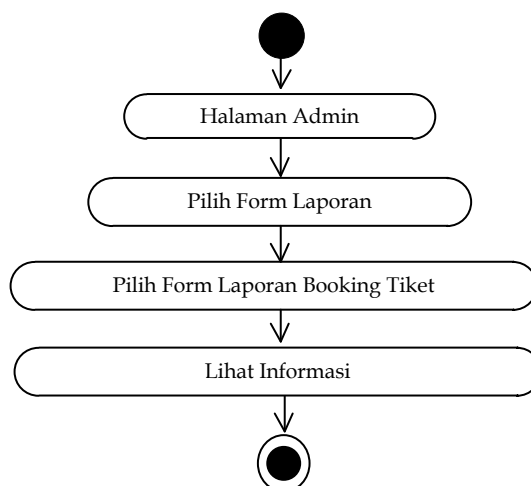 Halaman Admin
Pilih Form Laporan
Pilih Form Laporan Booking Tiket
Lihat Informasi